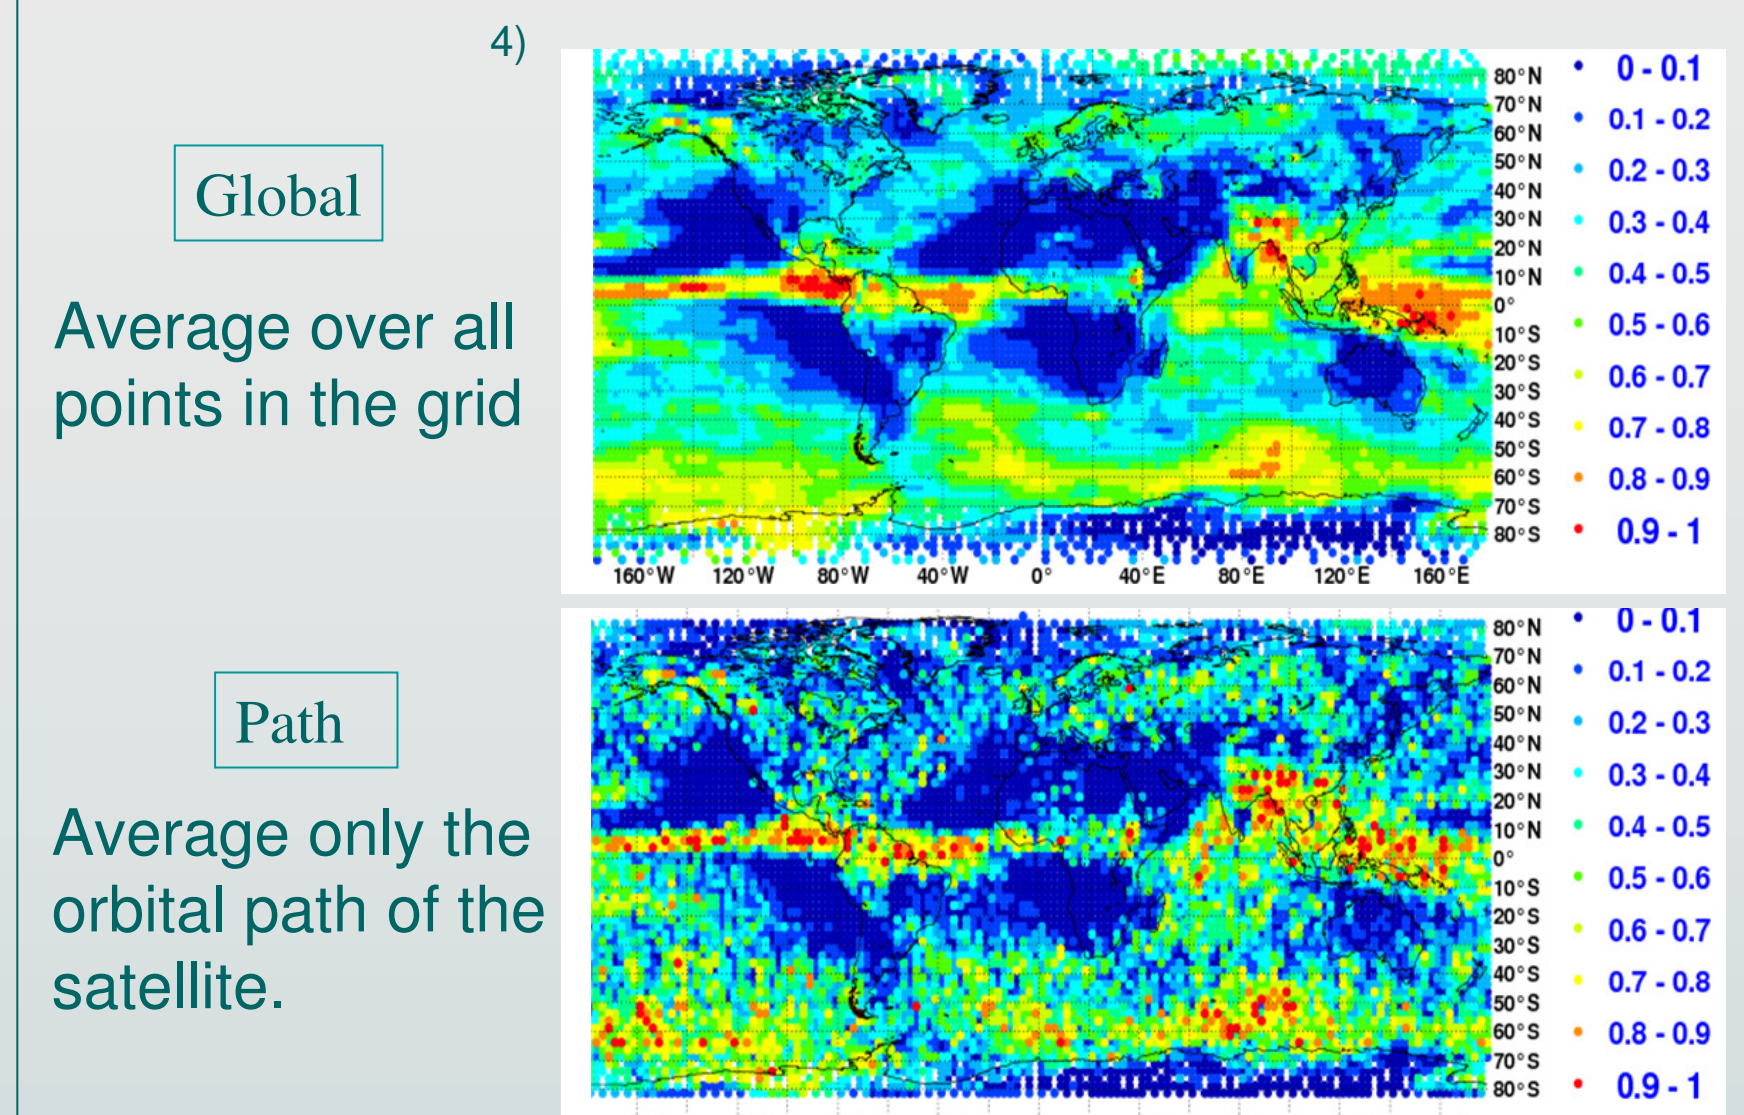 4)
Global
Average over all
points in the grid
80°N
70°N
60°N
50°N
40°N
30°N
20°N
10°N
0°
10°S
20°S
30°S
40°S
50°S
60°S
70°S
80°S
160°W 120°W 80°W 40°W 0° 40°E 80°E 120°E 160°E
0 - 0.1
0.1 - 0.2
0.2 - 0.3
0.3 - 0.4
0.4 - 0.5
0.5 - 0.6
0.6 - 0.7
0.7 - 0.8
0.8 - 0.9
0.9 - 1
Path
Average only the
orbital path of the
satellite.
80°N
70°N
60°N
50°N
40°N
30°N
20°N
10°N
0°
10°S
20°S
30°S
40°S
50°S
60°S
70°S
80°S
0 - 0.1
0.1 - 0.2
0.2 - 0.3
0.3 - 0.4
0.4 - 0.5
0.5 - 0.6
0.6 - 0.7
0.7 - 0.8
0.8 - 0.9
0.9 - 1